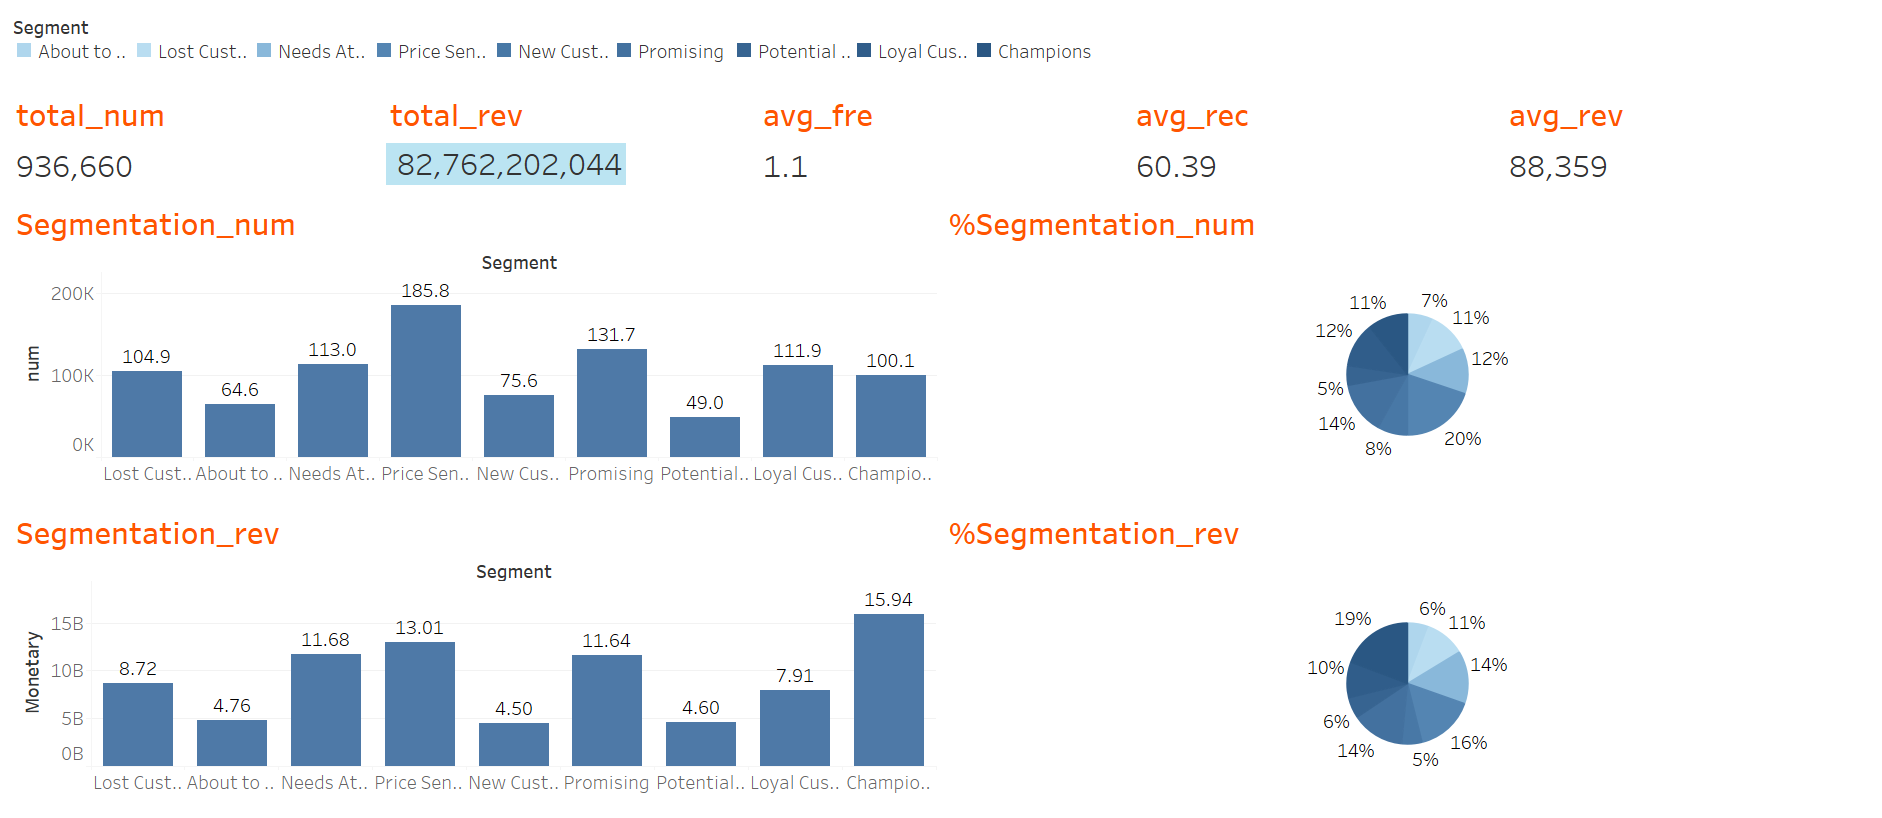 Segment
About to .. Lost Cust.. Needs At.. Price Sen.. New Cust.. Promising Potential .. Loyal Cus.. Champions
total_num total_rev avg_fre avg_rec avg_rev
936,660 82,762,202,044 1.1 60.39 88,359
Segmentation_num
Segment
num
200K
100K
0K
104.9 64.6 113.0 185.8 75.6 131.7 49.0 111.9 100.1
Lost Cust.. About to .. Needs At.. Price Sen.. New Cus.. Promising Potential.. Loyal Cus.. Champio..
%Segmentation_num
7%
11%
12%
20%
8%
14%
5%
12%
11%
Segmentation_rev
Segment
Monetary
15B
10B
5B
0B
8.72 4.76 11.68 13.01 4.50 11.64 4.60 7.91 15.94
Lost Cust.. About to .. Needs At.. Price Sen.. New Cust.. Promising Potential.. Loyal Cus.. Champio..
%Segmentation_rev
6%
11%
14%
16%
5%
14%
6%
10%
19%